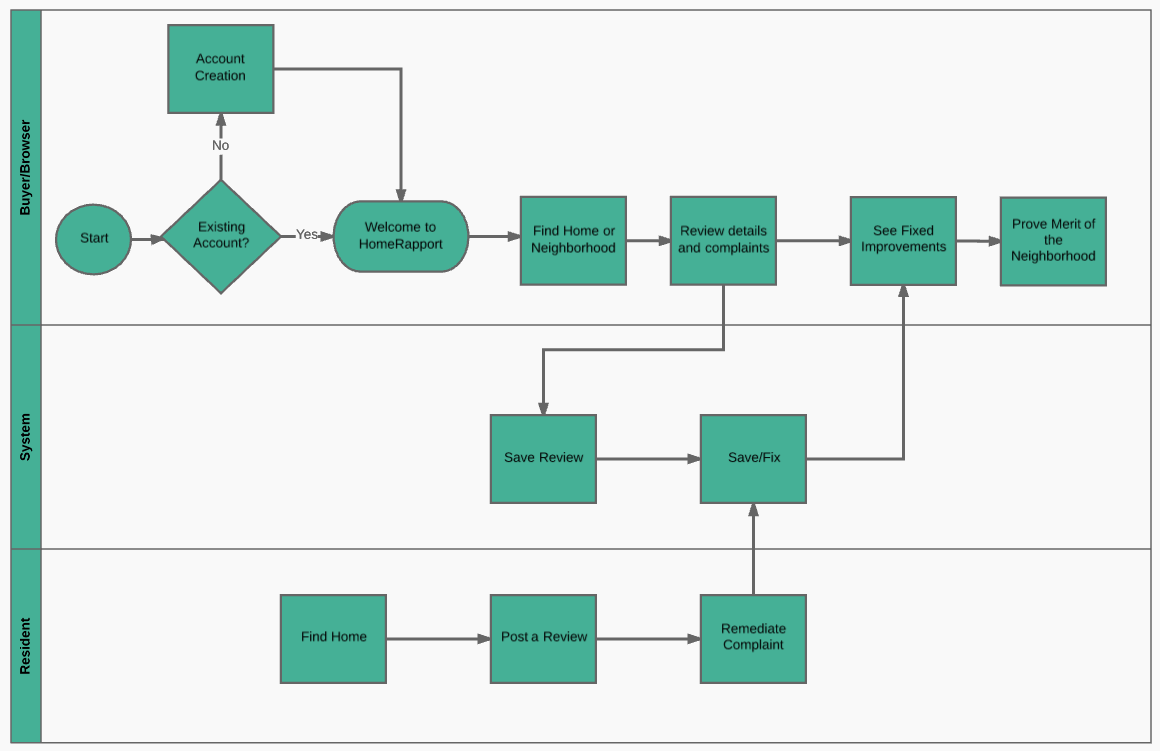 Buyer/Browser
Account
Creation
No
Start
Existing
Account?
Yes
Welcome to
HomeRapport
Find Home or
Neighborhood
Review details
and complaints
See Fixed
Improvements
Prove Merit of
the
Neighborhood
System
Save Review
Save/Fix
Resident
Find Home
Post a Review
Remediate
Complaint